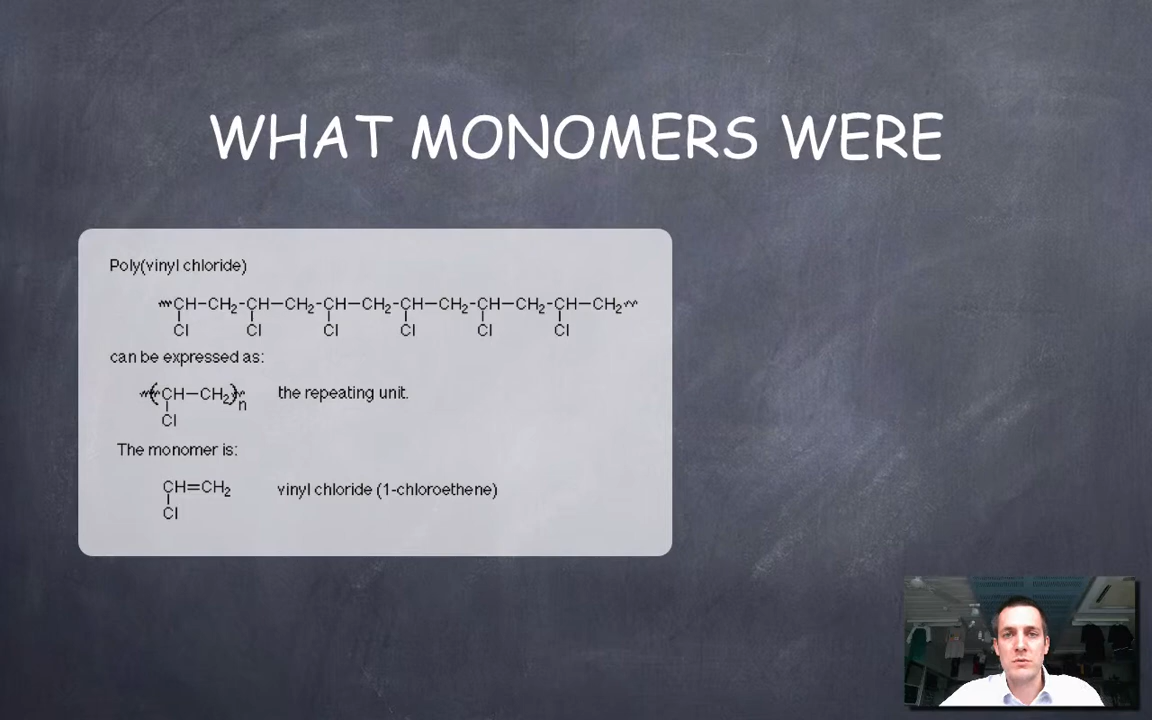 WHAT MONOMERS WERE
Poly(vinyl chloride)
CH-CH2-CH—CH2-CH—CH2-CH—CH2-CH—CH2-CH—CH2
Cl Cl Cl Cl Cl Cl
can be expressed as:
(CH—CH2)n the repeating unit.
Cl
The monomer is:
CH=CH2 vinyl chloride (1-chloroethene)
Cl